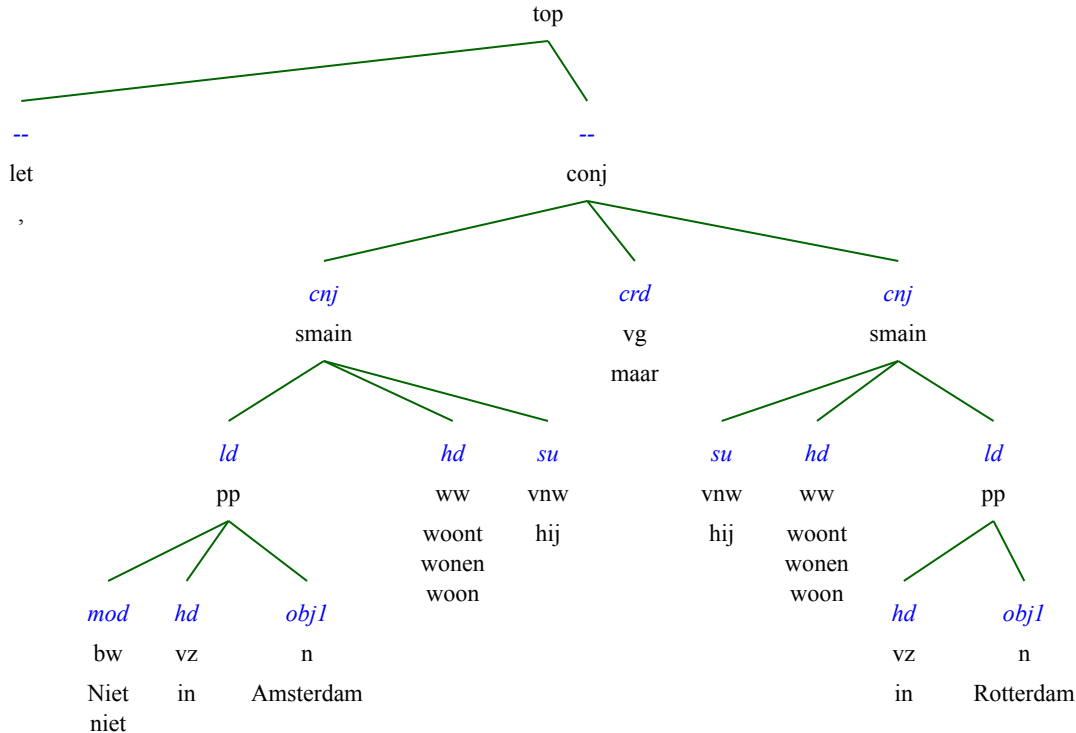 top
-- --
let conj
,
cnj crd cnj
smain vg smain
maar
ld hd su su hd ld
pp ww vnw vnw ww pp
woont hij hij woont
wonen wonen
woon woon
mod hd obj1 hd obj1
bw vz n vz n
Niet in Amsterdam in Rotterdam
niet